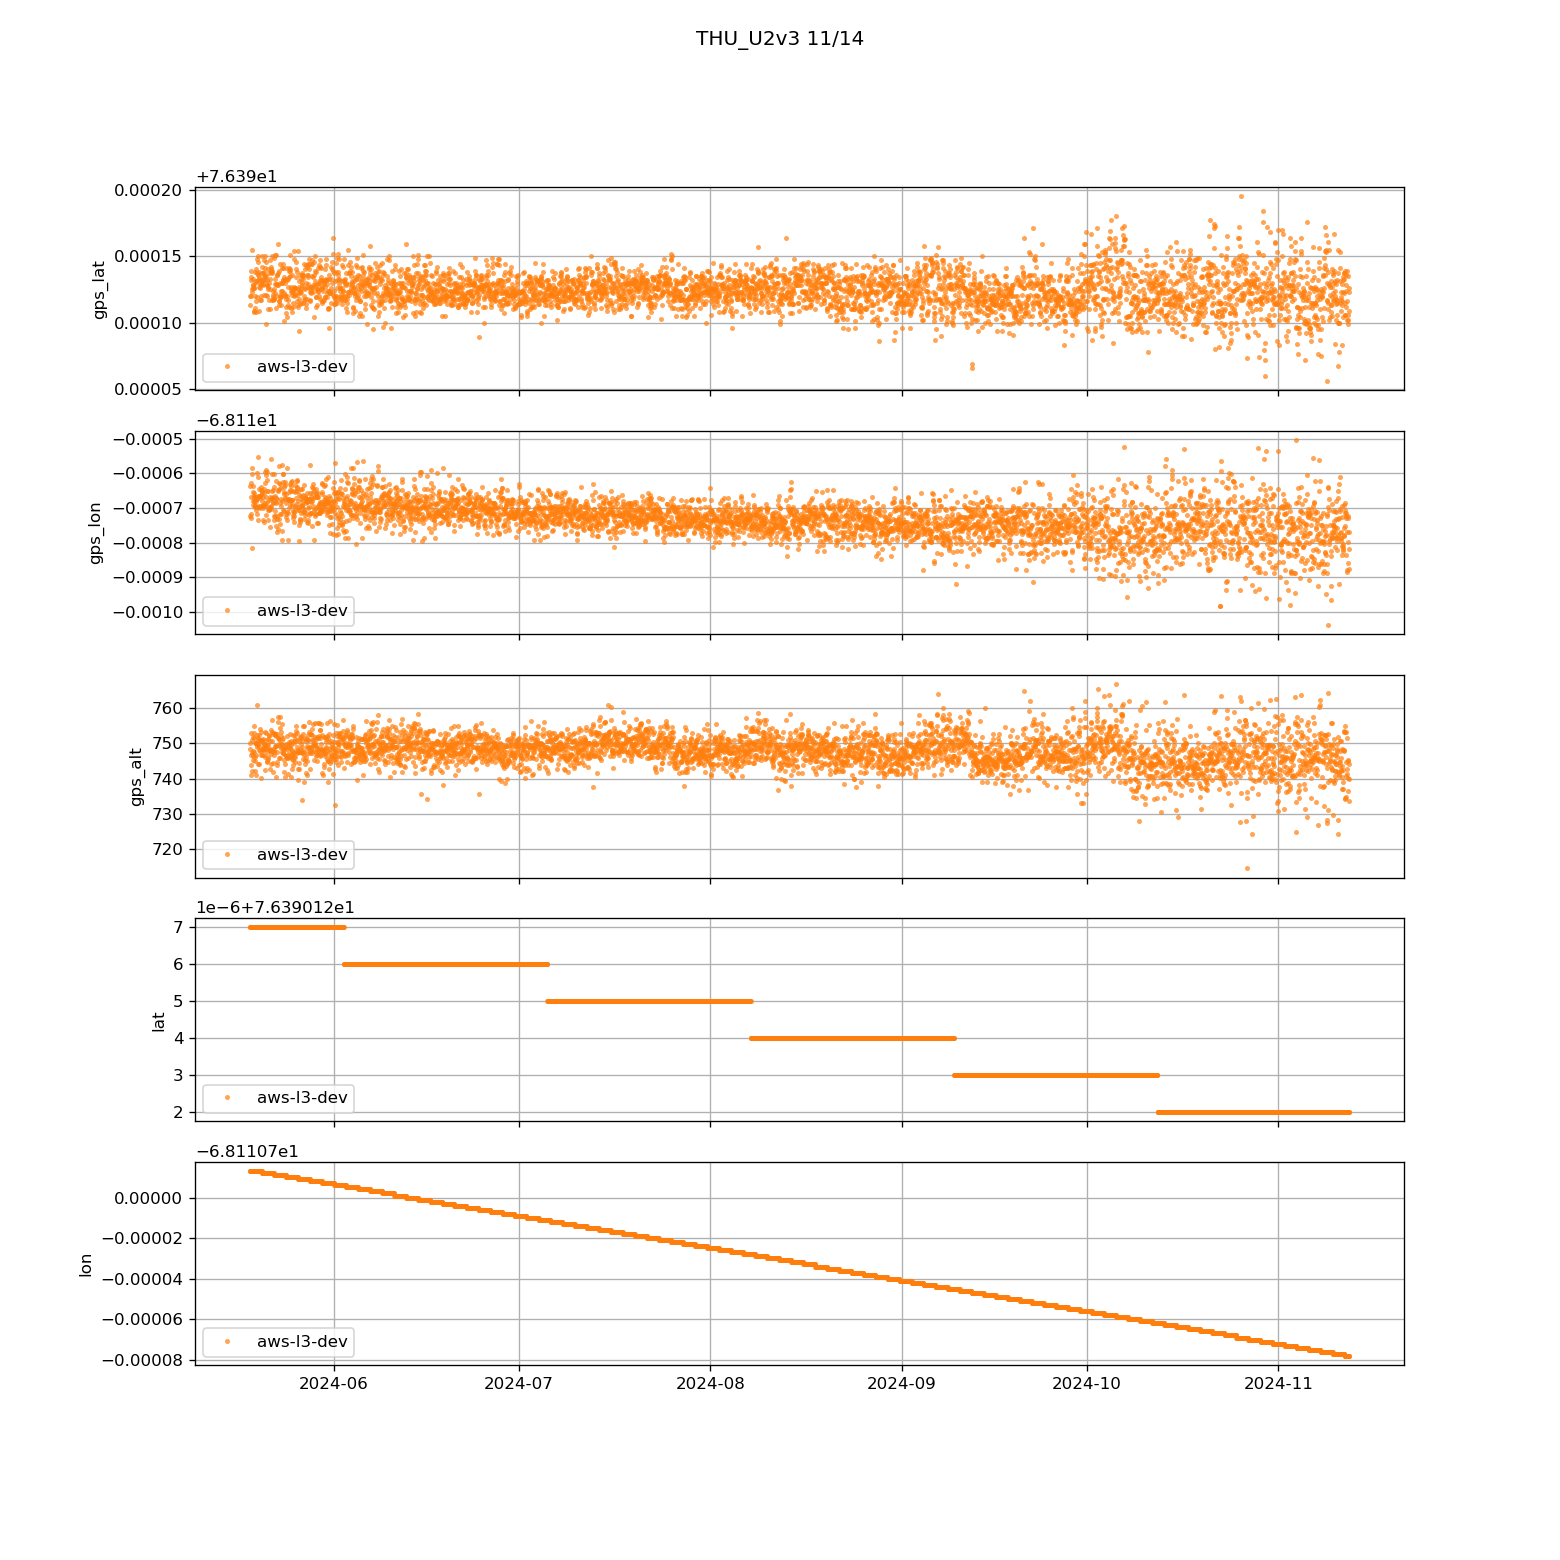 THU_U2v3 11/14
+7.639e1
0.00020
0.00015
0.00010
0.00005
gps_lat
aws-l3-dev
−6.811e1
−0.0005
−0.0006
−0.0007
−0.0008
−0.0009
−0.0010
gps_lon
aws-l3-dev
760
750
740
730
720
gps_alt
aws-l3-dev
1e−6+7.639012e1
7
6
5
4
3
2
lat
aws-l3-dev
−6.81107e1
0.00000
−0.00002
−0.00004
−0.00006
−0.00008
lon
aws-l3-dev
2024-06 2024-07 2024-08 2024-09 2024-10 2024-11